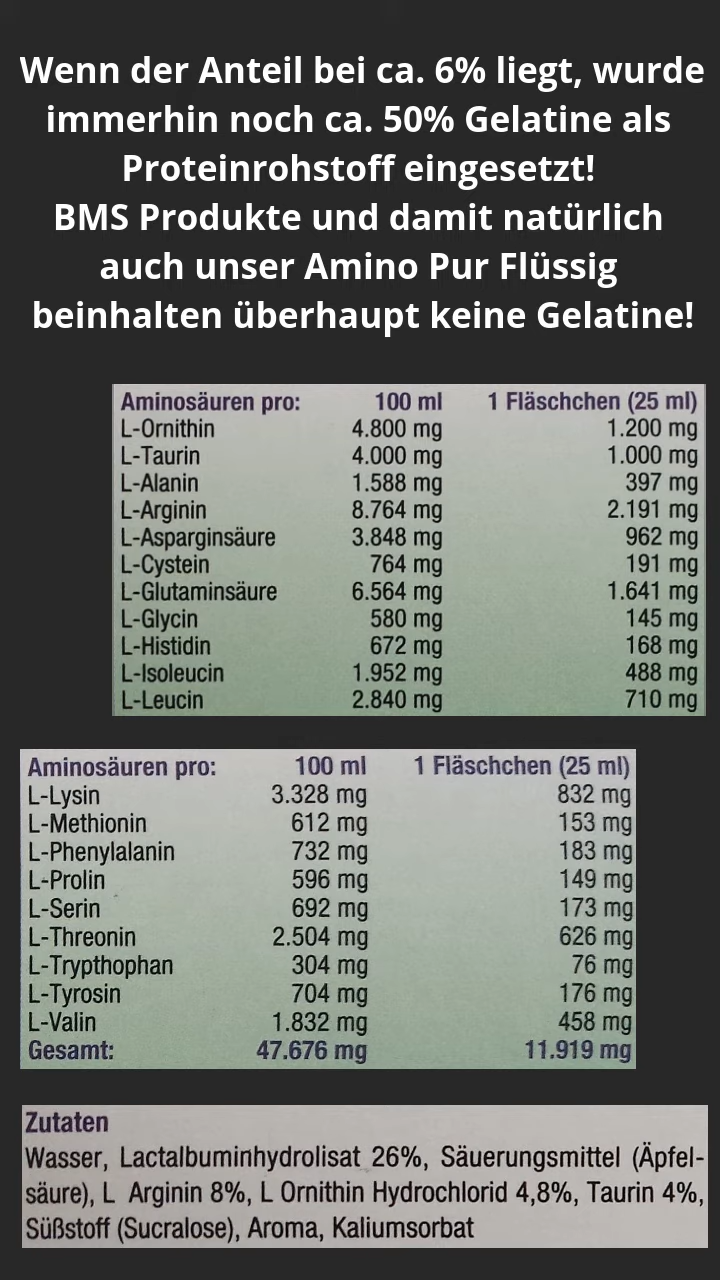 Wenn der Anteil bei ca. 6% liegt, wurde
immerhin noch ca. 50% Gelatine als
Proteinrohstoff eingesetzt!
BMS Produkte und damit natürlich
auch unser Amino Pur Flüssig
beinhalten überhaupt keine Gelatine!
Aminosäuren pro: 100 ml 1 Fläschchen (25 ml)
L-Ornithin 4.800 mg 1.200 mg
L-Taurin 4.000 mg 1.000 mg
L-Alanin 1.588 mg 397 mg
L-Arginin 8.764 mg 2.191 mg
L-Asparginsäure 3.848 mg 962 mg
L-Cystein 764 mg 191 mg
L-Glutaminsäure 6.564 mg 1.641 mg
L-Glycin 580 mg 145 mg
L-Histidin 672 mg 168 mg
L-Isoleucin 1.952 mg 488 mg
L-Leucin 2.840 mg 710 mg
Aminosäuren pro: 100 ml 1 Fläschchen (25 ml)
L-Lysin 3.328 mg 832 mg
L-Methionin 612 mg 153 mg
L-Phenylalanin 732 mg 183 mg
L-Prolin 596 mg 149 mg
L-Serin 692 mg 173 mg
L-Threonin 2.504 mg 626 mg
L-Trypthophan 304 mg 76 mg
L-Tyrosin 704 mg 176 mg
L-Valin 1.832 mg 458 mg
Gesamt: 47.676 mg 11.919 mg
Zutaten
Wasser, Lactalbuminhydrolisat 26%, Säuerungsmittel (Äpfel-
säure), L Arginin 8%, L Ornithin Hydrochlorid 4,8%, Taurin 4%,
Süßstoff (Sucralose), Aroma, Kaliumsorbat